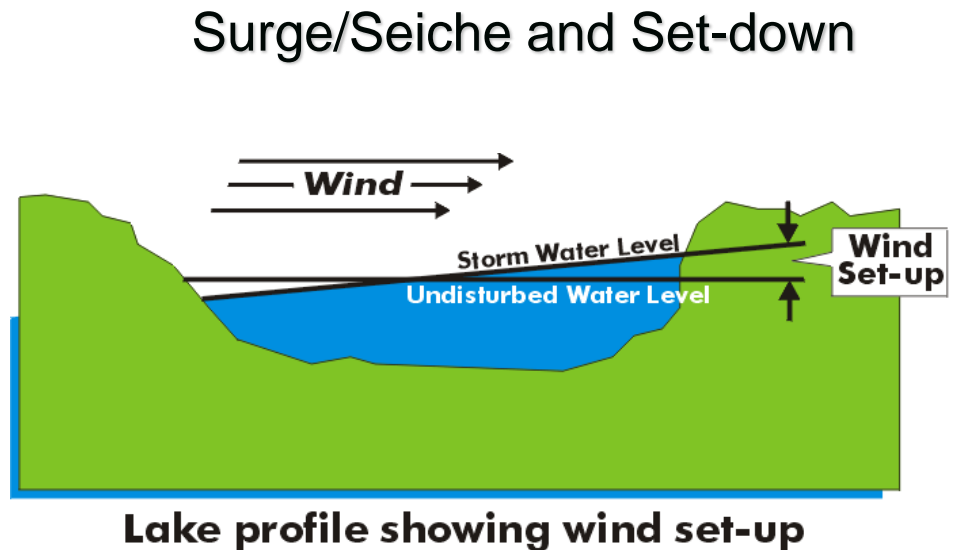 Surge/Seiche and Set-down
Wind
Storm Water Level
Undisturbed Water Level
Wind
Set-up
Lake profile showing wind set-up